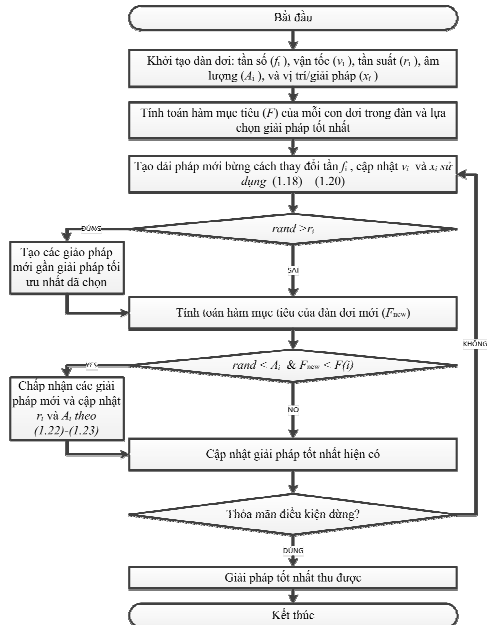 Bắt đầu
Khởi tạo đàn dơi: tần số (fi ), vận tốc (vi ), tần suất (ri ), âm
lượng (Ai ), và vị trí/giải pháp (xi )
Tính toán hàm mục tiêu (F) của mỗi con dơi trong đàn và lựa
chọn giải pháp tốt nhất
Tạo dải pháp mới bừng cách thay đổi tần fi , cập nhật vi và xi sử
dụng (1.18) (1.20)
rand >ri
ĐÚNG
Tạo các giáo pháp
mới gần giải pháp tối
ưu nhất đã chọn
SAI
Tính toán hàm mục tiêu của đàn dơi mới (Fnew)
KHÔNG
rand < Ai & Fnew < F(i)
YES
Chấp nhận các giải
pháp mới và cập nhật
ri và Ai theo
(1.22)-(1.23)
NO
Cập nhật giải pháp tốt nhất hiện có
Thỏa mãn điều kiện dừng?
ĐÚNG
Giải pháp tốt nhất thu được
Kết thúc